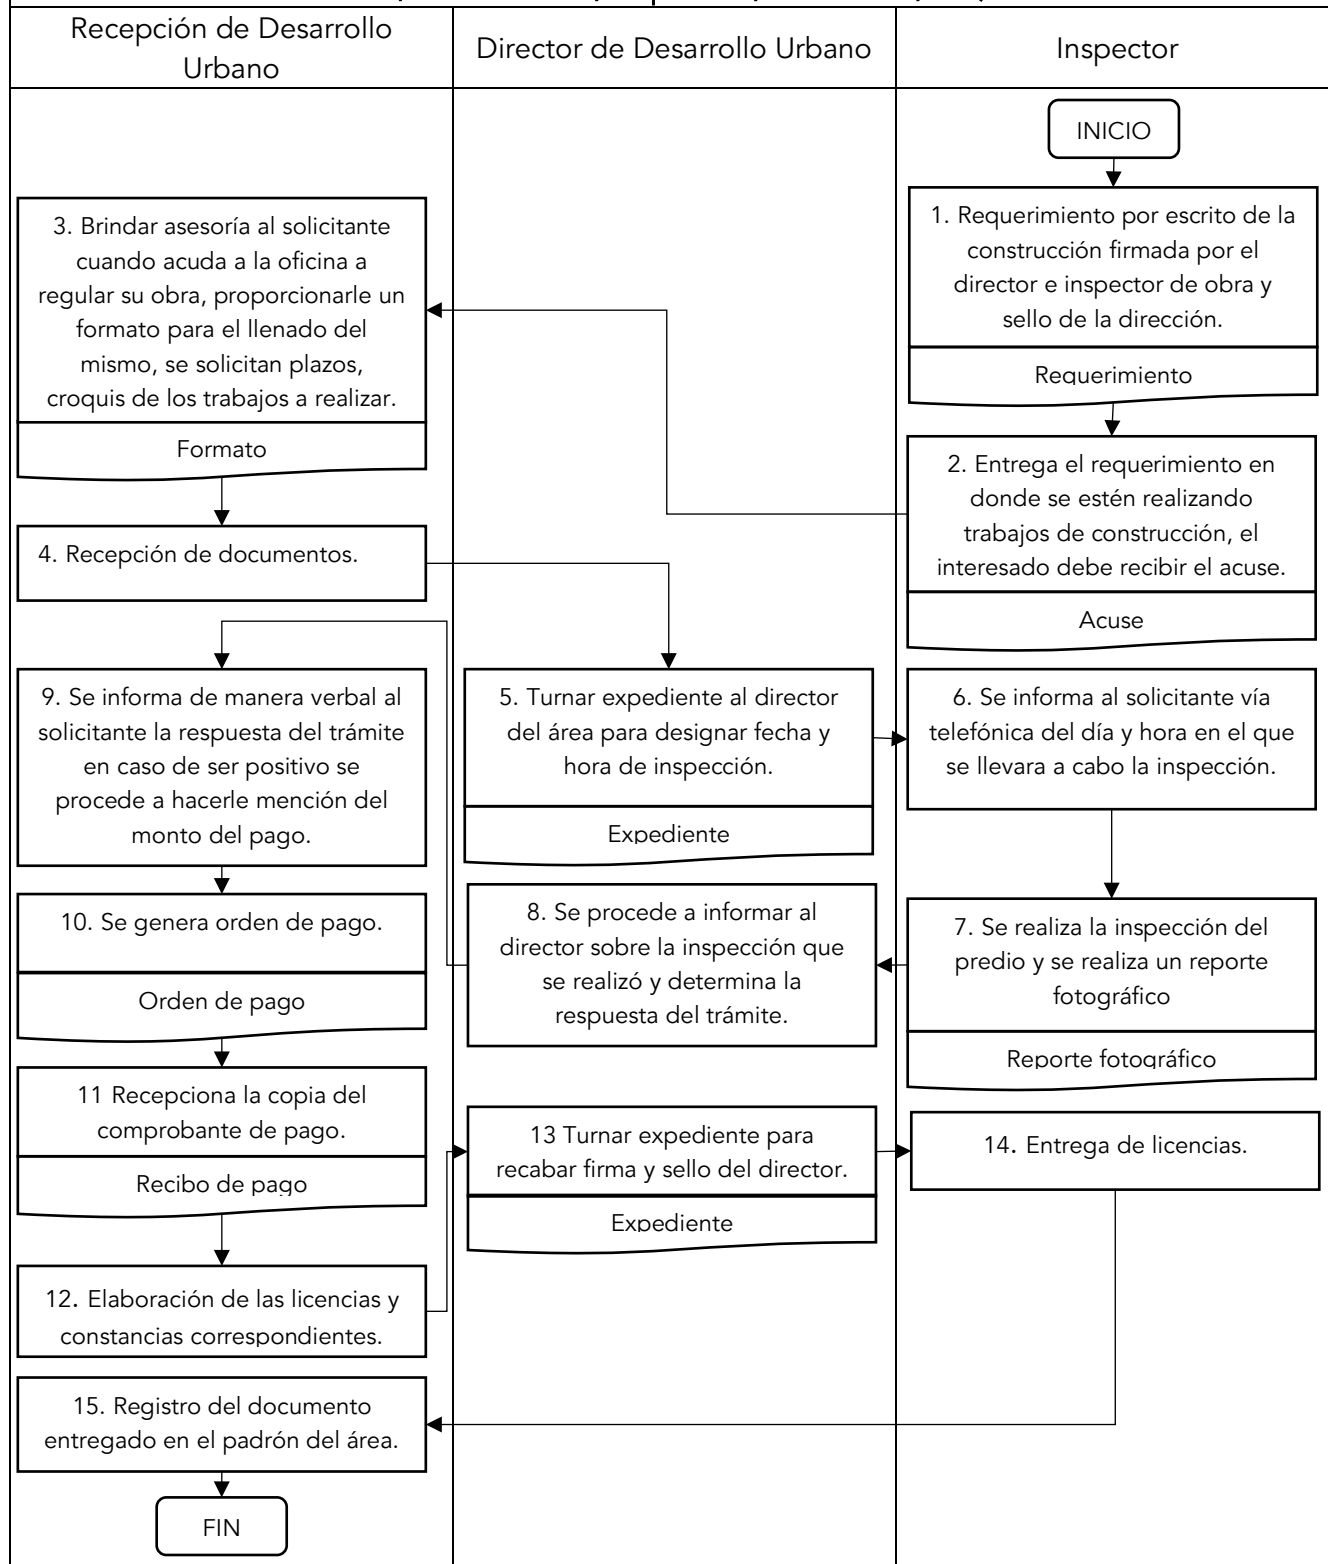 Recepción de Desarrollo
Urbano
Director de Desarrollo Urbano
Inspector
INICIO
1. Requerimiento por escrito de la
construcción firmada por el
director e inspector de obra y
sello de la dirección.
Requerimiento
2. Entrega el requerimiento en
donde se estén realizando
trabajos de construcción, el
interesado debe recibir el acuse.
Acuse
3. Brindar asesoría al solicitante
cuando acuda a la oficina a
regular su obra, proporcionarle un
formato para el llenado del
mismo, se solicitan plazos,
croquis de los trabajos a realizar.
Formato
4. Recepción de documentos.
5. Turnar expediente al director
del área para designar fecha y
hora de inspección.
Expediente
6. Se informa al solicitante vía
telefónica del día y hora en el que
se llevara a cabo la inspección.
7. Se realiza la inspección del
predio y se realiza un reporte
fotográfico
Reporte fotográfico
8. Se procede a informar al
director sobre la inspección que
se realizó y determina la
respuesta del trámite.
9. Se informa de manera verbal al
solicitante la respuesta del trámite
en caso de ser positivo se
procede a hacerle mención del
monto del pago.
10. Se genera orden de pago.
Orden de pago
11 Recepciona la copia del
comprobante de pago.
Recibo de pago
12. Elaboración de las licencias y
constancias correspondientes.
13 Turnar expediente para
recabar firma y sello del director.
Expediente
14. Entrega de licencias.
15. Registro del documento
entregado en el padrón del área.
FIN